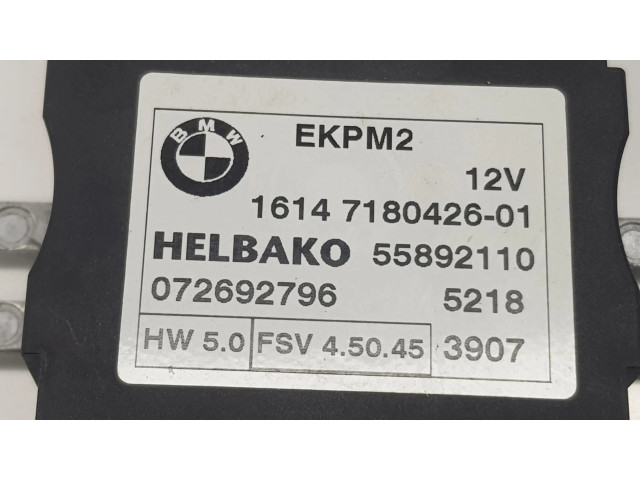 BMW
EKPM2
12V
1614 7180426-01
HELBAKO 55892110
072692796 5218
HW 5.0 FSV 4.50.45 3907